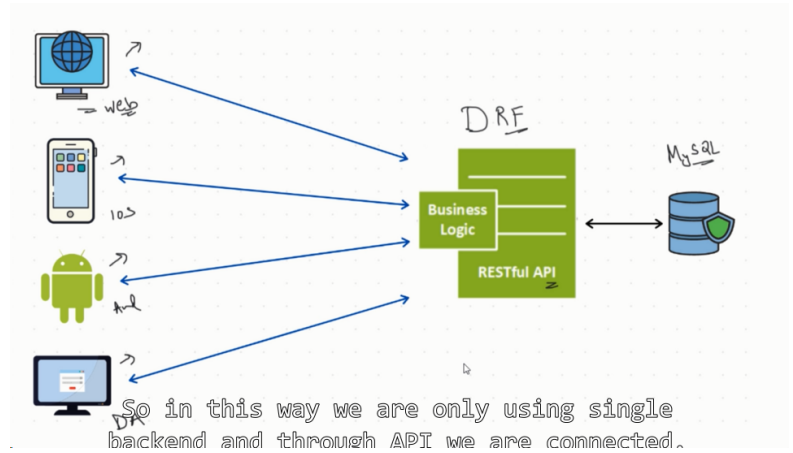 DRF
web
MySQL
Business
Logic
IOS
RESTful API
And
DA
So in this way we are only using single
backend and through API we are connected.